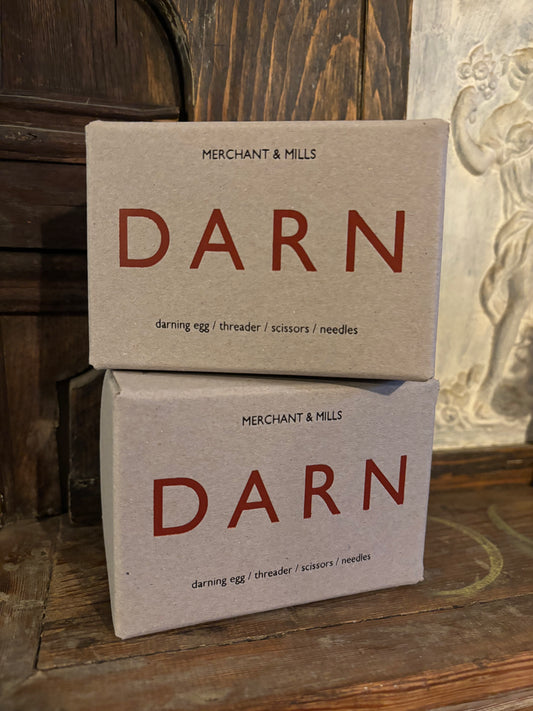 MERCHANT & MILLS
DARN
darning egg / threader / scissors / needles
MERCHANT & MILLS
DARN
darning egg / threader / scissors / needles